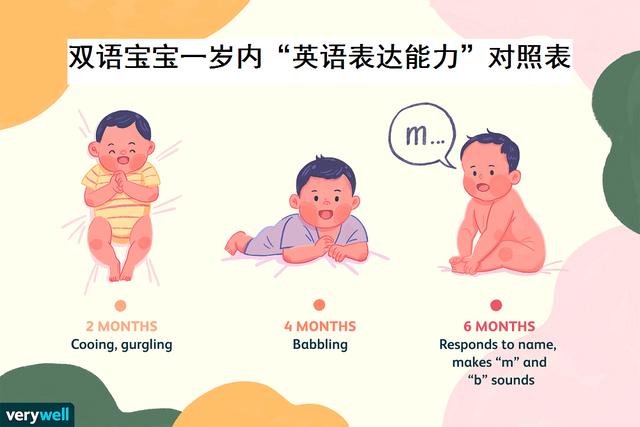 双语宝宝一岁内“英语表达能力”对照表
m...
2 MONTHS
Cooing, gurgling
4 MONTHS
Babbling
6 MONTHS
Responds to name,
makes “m” and
“b” sounds
verywell